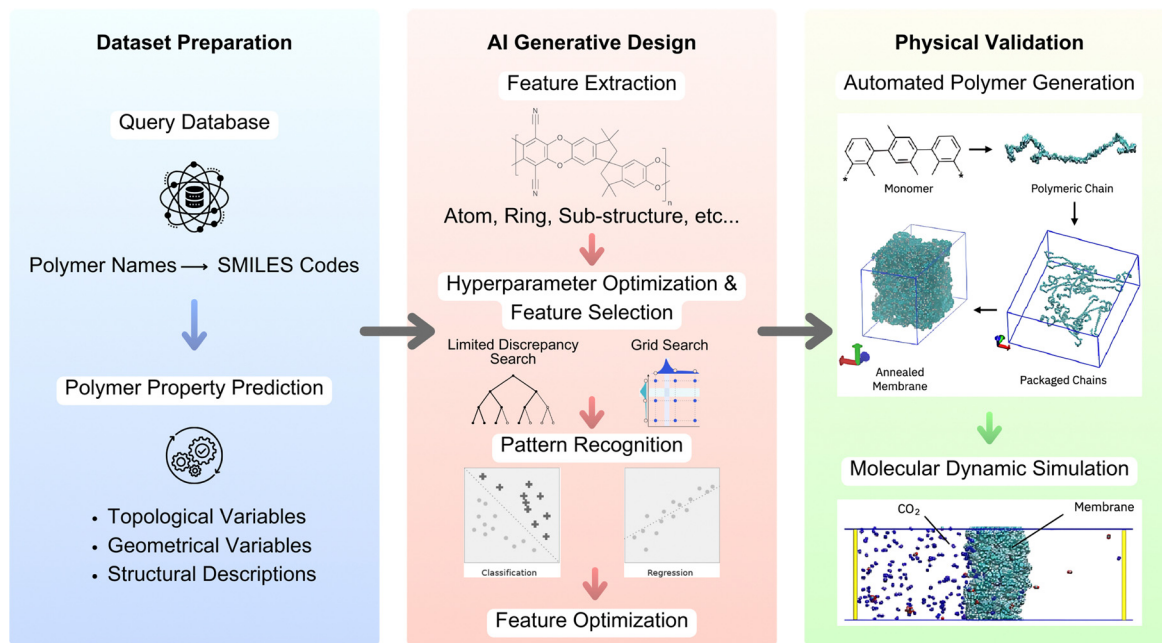 Dataset Preparation
Query Database
Polymer Names → SMILES Codes
Polymer Property Prediction
• Topological Variables
• Geometrical Variables
• Structural Descriptions
AI Generative Design
Feature Extraction
N
O
O
O
O
N
n
Atom, Ring, Sub-structure, etc...
Hyperparameter Optimization &
Feature Selection
Limited Discrepancy
Search
Grid Search
Pattern Recognition
Classification
Regression
Feature Optimization
Physical Validation
Automated Polymer Generation
* *
Monomer
Polymeric Chain
Annealed
Membrane
Packaged Chains
Molecular Dynamic Simulation
CO₂
Membrane